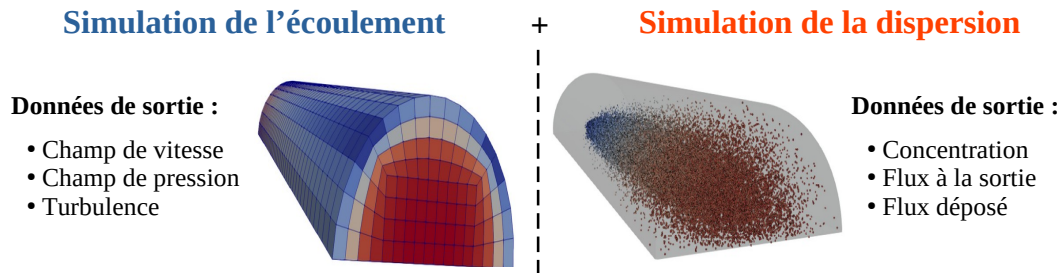 Simulation de l'écoulement
+
Simulation de la dispersion
Données de sortie :
• Champ de vitesse
• Champ de pression
• Turbulence
Données de sortie :
• Concentration
• Flux à la sortie
• Flux déposé